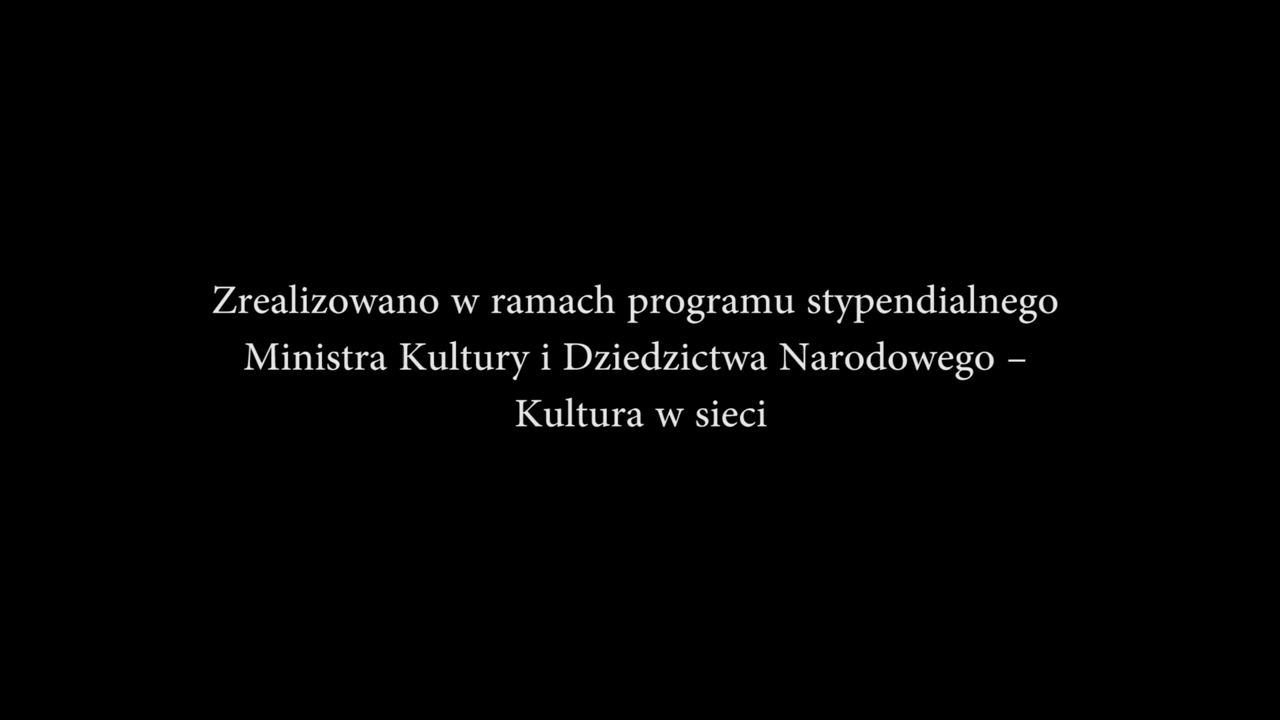 Zrealizowano w ramach programu stypendialnego
Ministra Kultury i Dziedzictwa Narodowego –
Kultura w sieci